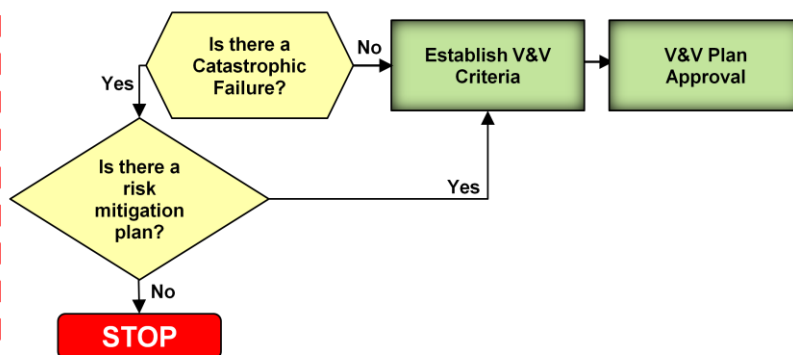 Is there a
Catastrophic
Failure?
No
Establish V&V
Criteria
V&V Plan
Approval
Yes
Is there a
risk
mitigation
plan?
Yes
No
STOP